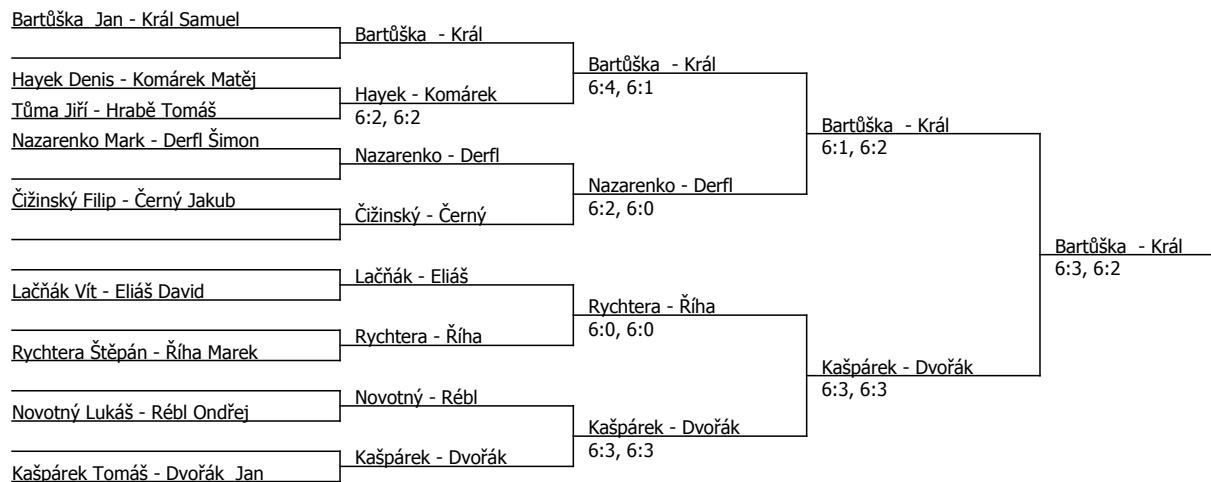 Bartůška  Jan - Král Samuel
Bartůška  - Král
Bartůška  - Král
6:4, 6:1
Hayek Denis - Komárek Matěj
Hayek - Komárek
6:2, 6:2
Tůma Jiří - Hrabě Tomáš
Bartůška  - Král
6:1, 6:2
Nazarenko Mark - Derfl Šimon
Nazarenko - Derfl
Nazarenko - Derfl
6:2, 6:0
Čižinský Filip - Černý Jakub
Čižinský - Černý
Bartůška  - Král
6:3, 6:2
Lačňák - Eliáš
Lačňák Vít - Eliáš David
Rychtera - Říha
6:0, 6:0
Rychtera - Říha
Rychtera Štěpán - Říha Marek
Kašpárek - Dvořák
6:3, 6:3
Novotný - Rébl
Novotný Lukáš - Rébl Ondřej
Kašpárek - Dvořák
6:3, 6:3
Kašpárek - Dvořák
Kašpárek Tomáš - Dvořák  Jan